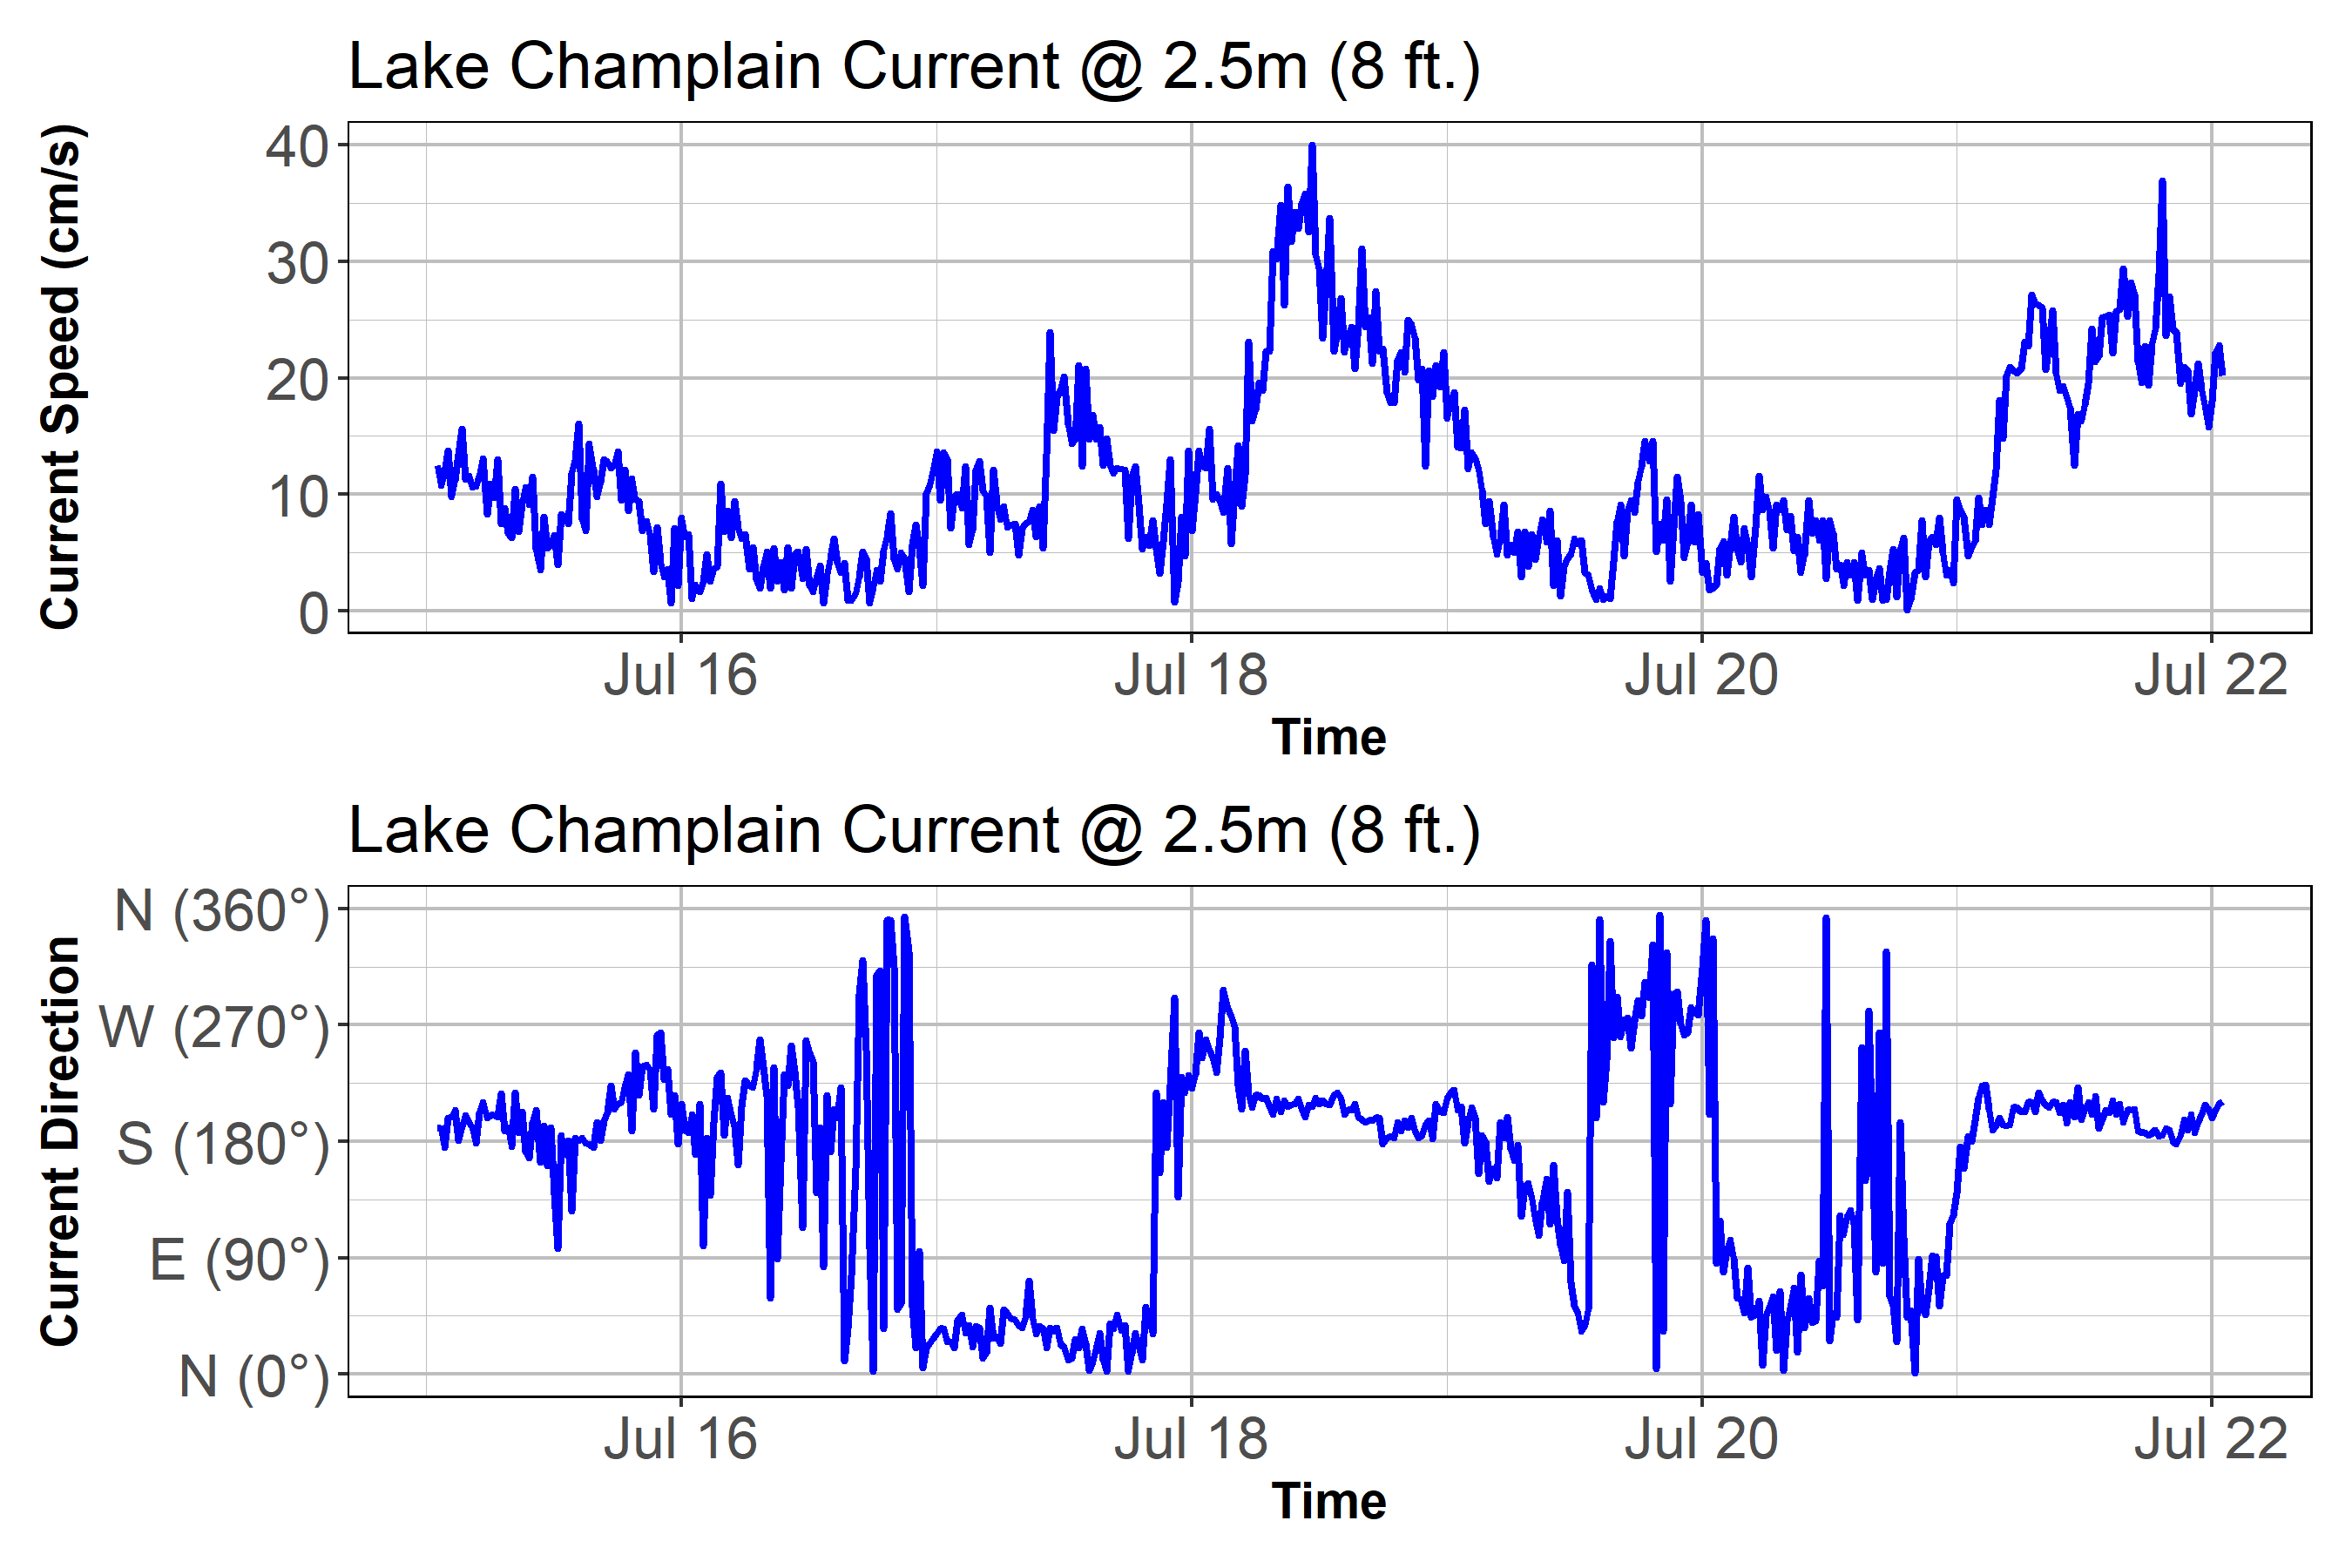 Lake Champlain Current @ 2.5m (8 ft.)
Current Speed (cm/s)
40
30
20
10
0
Jul 16 Jul 18 Jul 20 Jul 22
Time
Lake Champlain Current @ 2.5m (8 ft.)
Current Direction
N (360°)
W (270°)
S (180°)
E (90°)
N (0°)
Jul 16 Jul 18 Jul 20 Jul 22
Time